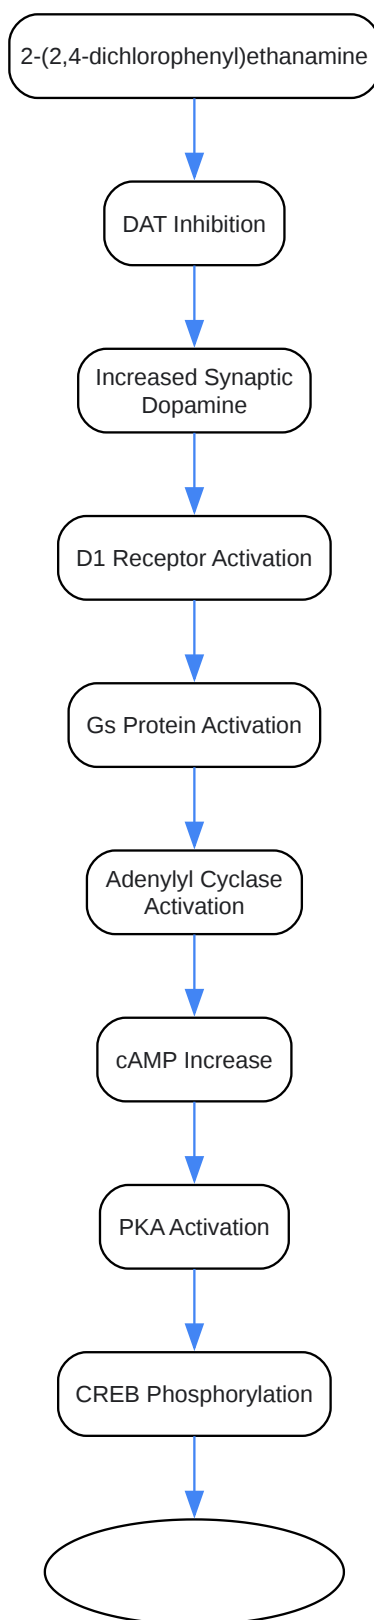 2-(2,4-dichlorophenyl)ethanamine
DAT Inhibition
Increased Synaptic
Dopamine
D1 Receptor Activation
Gs Protein Activation
Adenylyl Cyclase
Activation
cAMP Increase
PKA Activation
CREB Phosphorylation